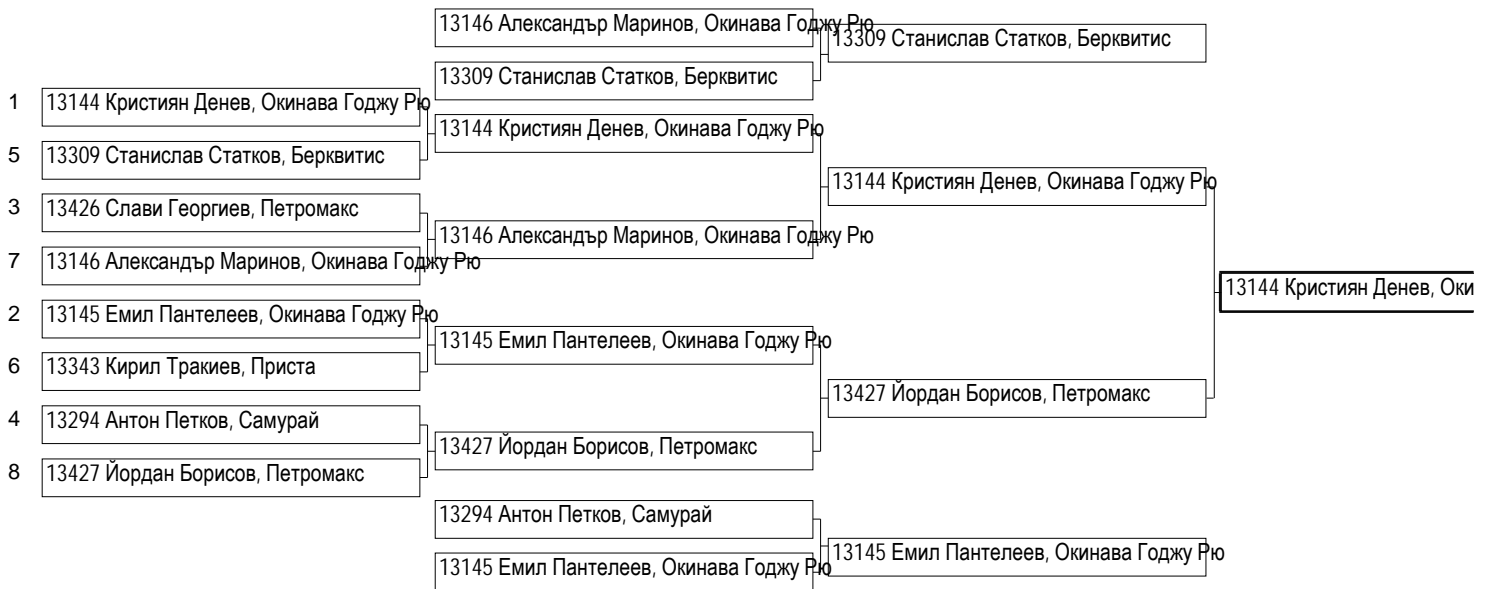 13146 Александър Маринов, Окинава Годжу Рю
13309 Станислав Статков, Берквитис
13309 Станислав Статков, Берквитис
1 13144 Кристиян Денев, Окинава Годжу Рю
13144 Кристиян Денев, Окинава Годжу Рю
5 13309 Станислав Статков, Берквитис
13144 Кристиян Денев, Окинава Годжу Рю
3 13426 Слави Георгиев, Петромакс
13146 Александър Маринов, Окинава Годжу Рю
7 13146 Александър Маринов, Окинава Годжу Рю
13144 Кристиян Денев, Оки
2 13145 Емил Пантелеев, Окинава Годжу Рю
13145 Емил Пантелеев, Окинава Годжу Рю
6 13343 Кирил Тракиев, Приста
13427 Йордан Борисов, Петромакс
4 13294 Антон Петков, Самурай
13427 Йордан Борисов, Петромакс
8 13427 Йордан Борисов, Петромакс
13294 Антон Петков, Самурай
13145 Емил Пантелеев, Окинава Годжу Рю
13145 Емил Пантелеев, Окинава Годжу Рю